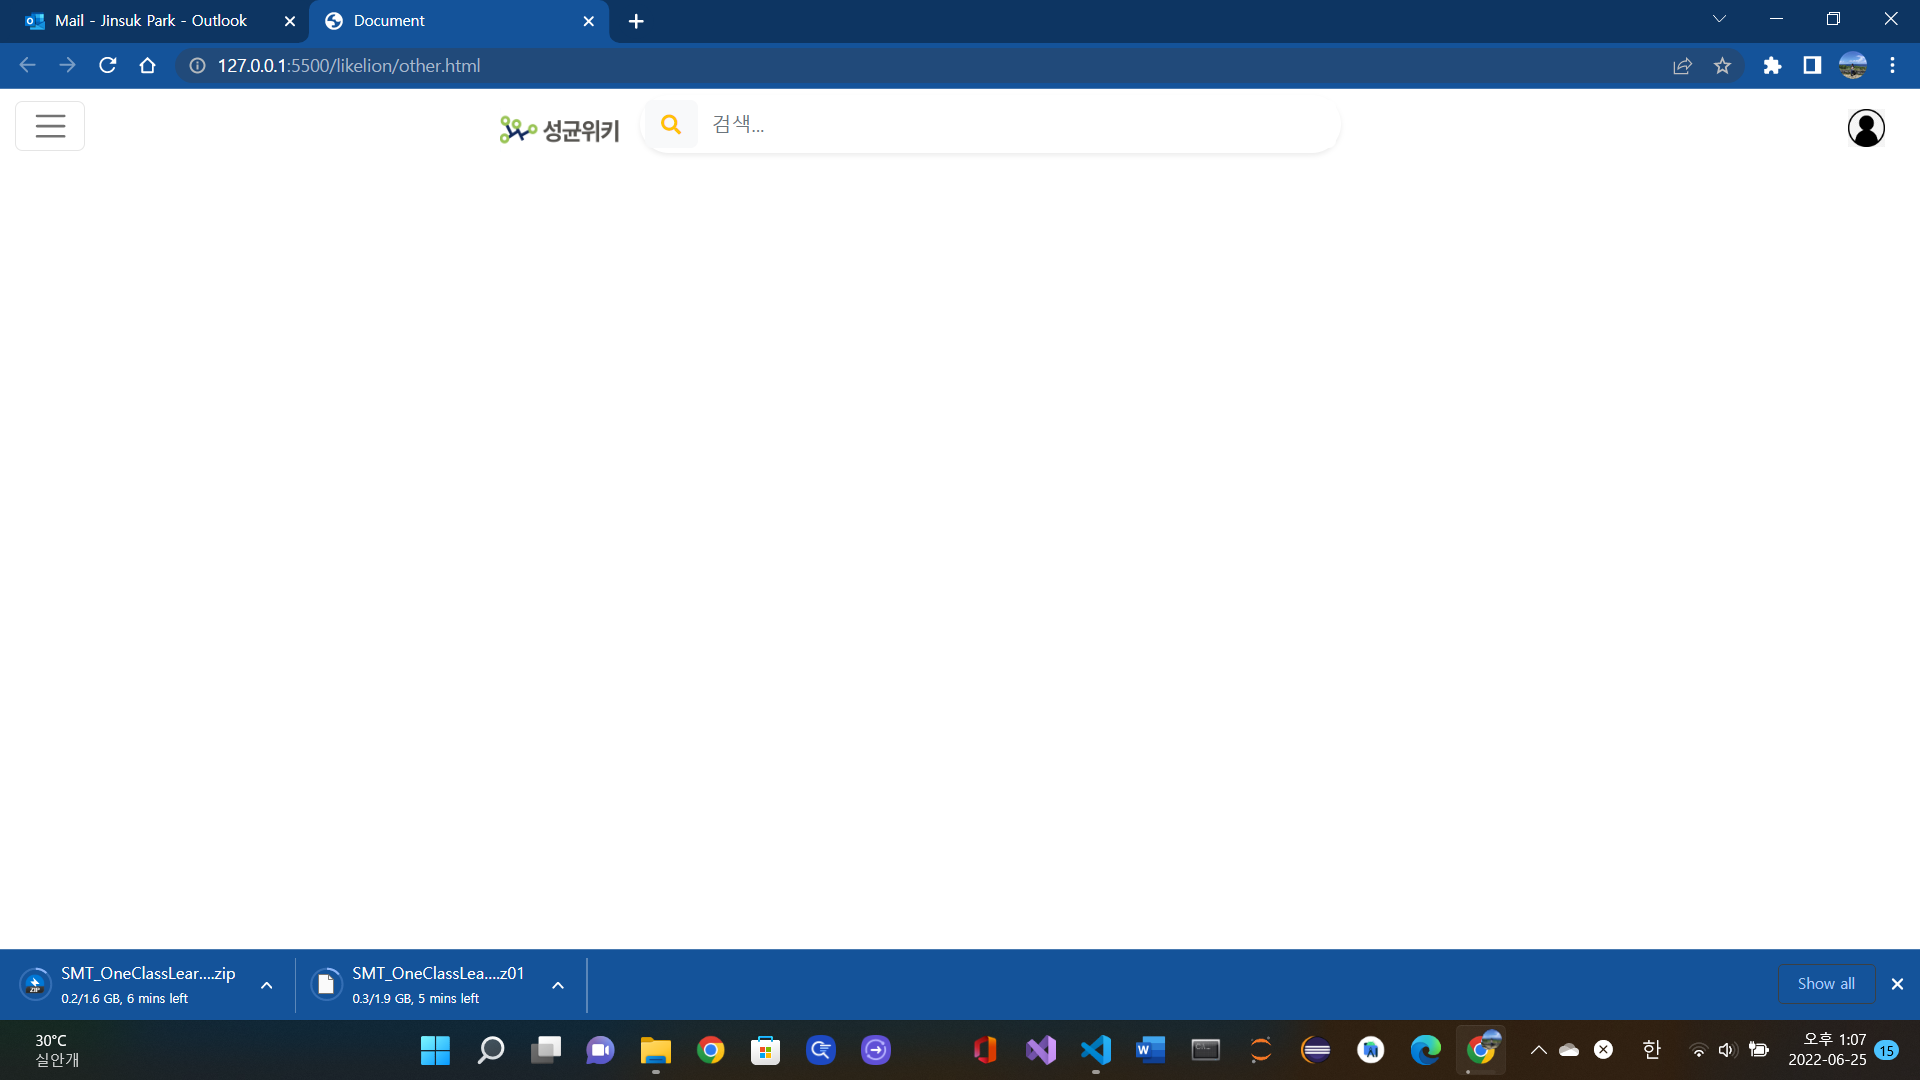 Mail - Jinsuk Park - Outlook
Document
127.0.0.1:5500/likelion/other.html
성균위키
검색...
SMT_OneClassLear....zip
0.2/1.6 GB, 6 mins left
SMT_OneClassLea....z01
0.3/1.9 GB, 5 mins left
Show all
30°C
실안개
한
오후 1:07
2022-06-25
15